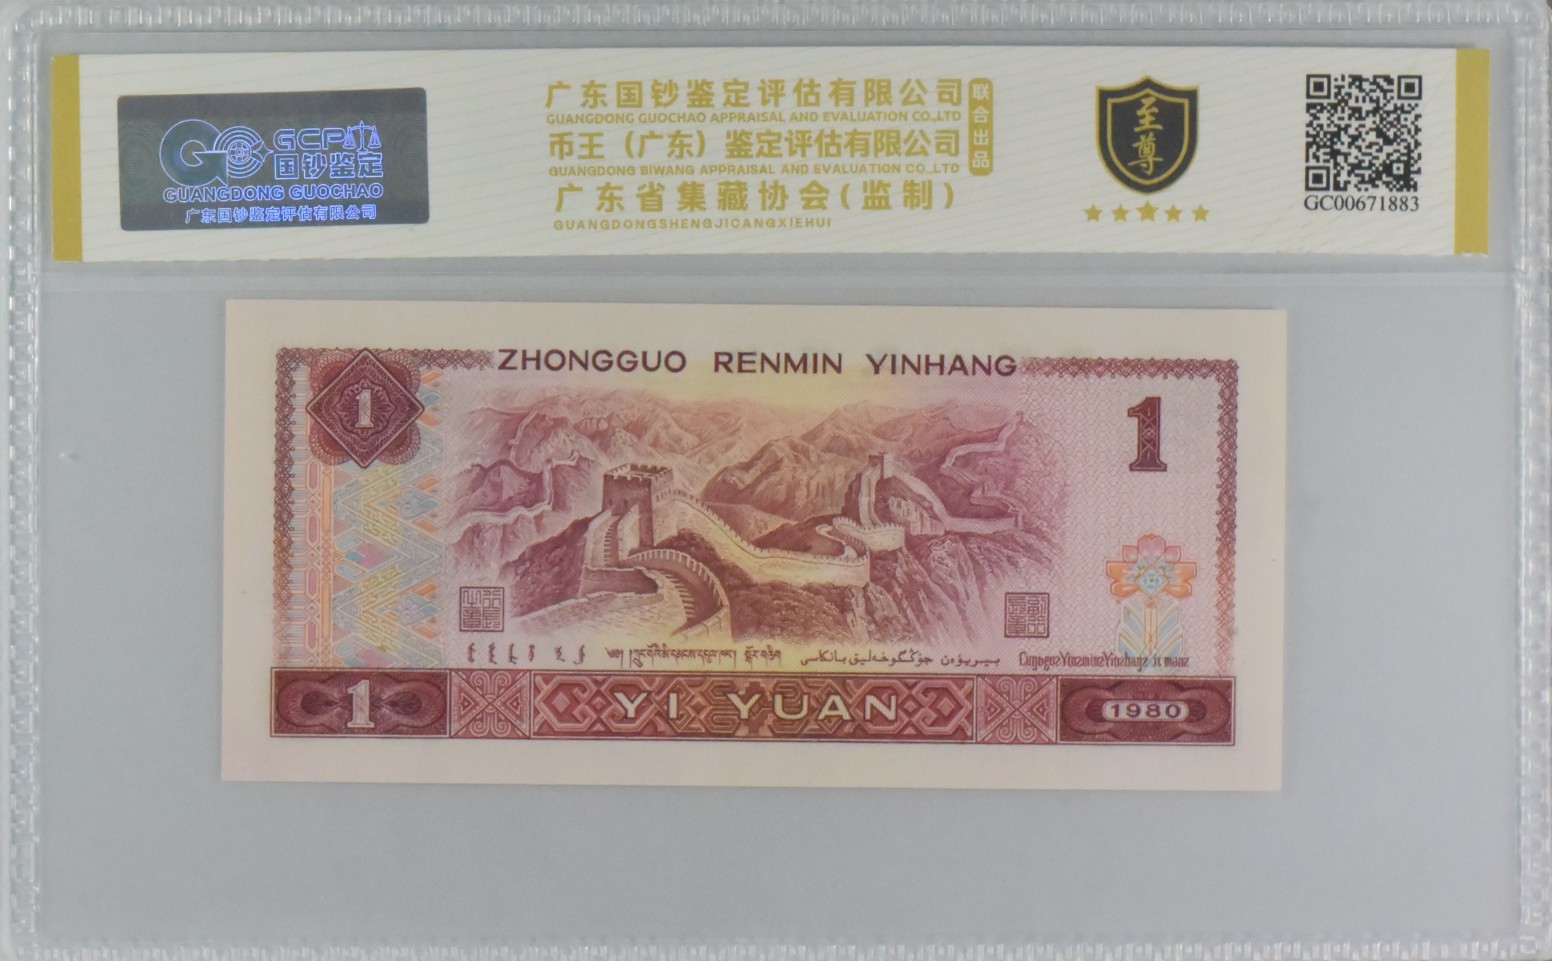 GCP
国钞鉴定
GUANGDONG GUOCHAO
广东国钞鉴定评估有限公司
广东国钞鉴定评估有限公司
GUANGDONG GUOCHAO APPRAISAL AND EVALUATION CO.,LTD
币王（广东）鉴定评估有限公司
GUANGDONG BIWANG APPRAISAL AND EVALUATION CO.,LTD
联合出品
广东省集藏协会(监制)
GUANGDONGSHENGJICANGXIEHUI
至尊
GC00671883
ZHONGGUO RENMIN YINHANG
1
1
1 YI YUAN 1980